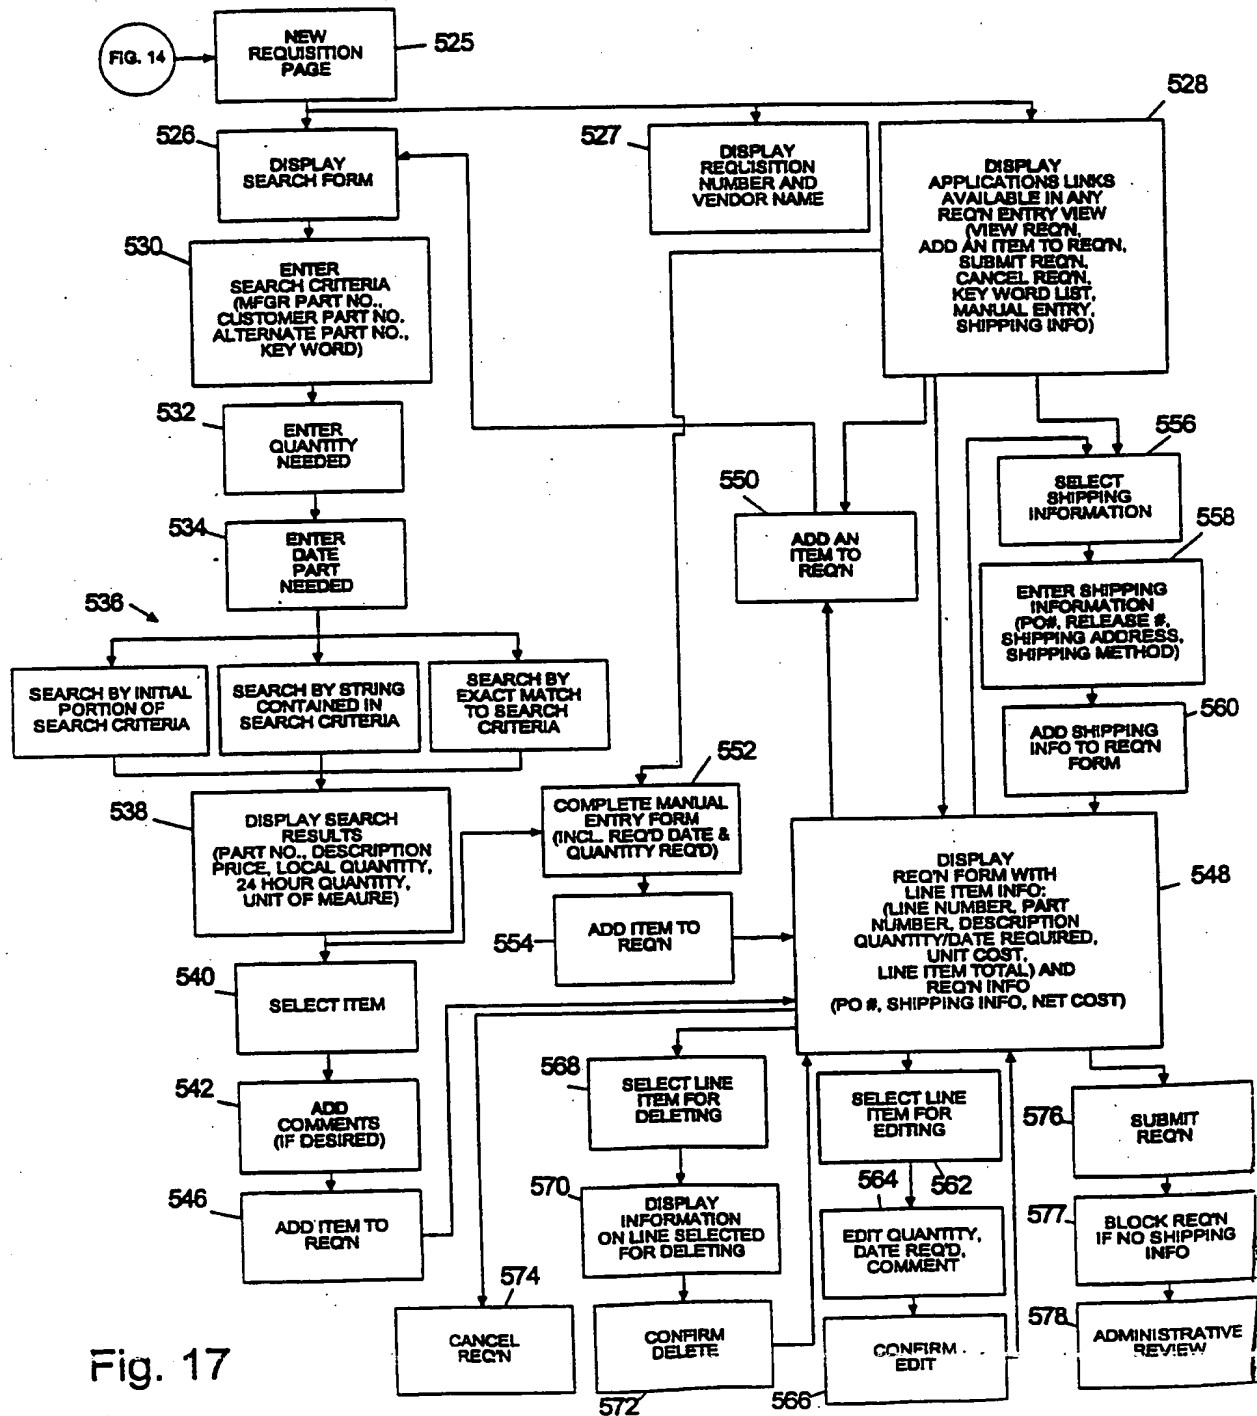 FIG. 14
NEW
REQUISITION
PAGE
525
526
DISPLAY
SEARCH FORM
527
DISPLAY
REQUISITION
NUMBER AND
VENDOR NAME
528
DISPLAY
APPLICATIONS LINKS
AVAILABLE IN ANY
REQ'N ENTRY VIEW
(VIEW REQ'N,
ADD AN ITEM TO REQ'N,
SUBMIT REQ'N,
CANCEL REQ'N,
KEY WORD LIST,
MANUAL ENTRY,
SHIPPING INFO)
530
ENTER
SEARCH CRITERIA
(MFGR PART NO.,
CUSTOMER PART NO.
ALTERNATE PART NO.,
KEY WORD)
532
ENTER
QUANTITY
NEEDED
534
ENTER
DATE
PART
NEEDED
536
SEARCH BY INITIAL
PORTION OF
SEARCH CRITERIA
SEARCH BY STRING
CONTAINED IN
SEARCH CRITERIA
SEARCH BY
EXACT MATCH
TO SEARCH
CRITERIA
538
DISPLAY SEARCH
RESULTS
(PART NO., DESCRIPTION
PRICE, LOCAL QUANTITY,
24 HOUR QUANTITY,
UNIT OF MEAURE)
540
SELECT ITEM
542
ADD
COMMENTS
(IF DESIRED)
546
ADD ITEM TO
REQ'N
550
ADD AN
ITEM TO
REQ'N
552
COMPLETE MANUAL
ENTRY FORM
(INCL. REQ'D DATE &
QUANTITY REQ'D)
554
ADD ITEM TO
REQ'N
556
SELECT
SHIPPING
INFORMATION
558
ENTER SHIPPING
INFORMATION
(PO#, RELEASE #,
SHIPPING ADDRESS,
SHIPPING METHOD)
560
ADD SHIPPING
INFO TO REQ'N
FORM
548
DISPLAY
REQ'N FORM WITH
LINE ITEM INFO:
(LINE NUMBER, PART
NUMBER, DESCRIPTION
QUANTITY/DATE REQUIRED,
UNIT COST,
LINE ITEM TOTAL) AND
REQ'N INFO
(PO #, SHIPPING INFO, NET COST)
568
SELECT LINE
ITEM FOR
DELETING
570
DISPLAY
INFORMATION
ON LINE SELECTED
FOR DELETING
572
CONFIRM
DELETE
574
CANCEL
REQ'N
SELECT LINE
ITEM FOR
EDITING
562
564
EDIT QUANTITY,
DATE REQ'D,
COMMENT
566
CONFIRM
EDIT
576
SUBMIT
REQ'N
577
BLOCK REQ'N
IF NO SHIPPING
INFO
578
ADMINISTRATIVE
REVIEW
Fig. 17